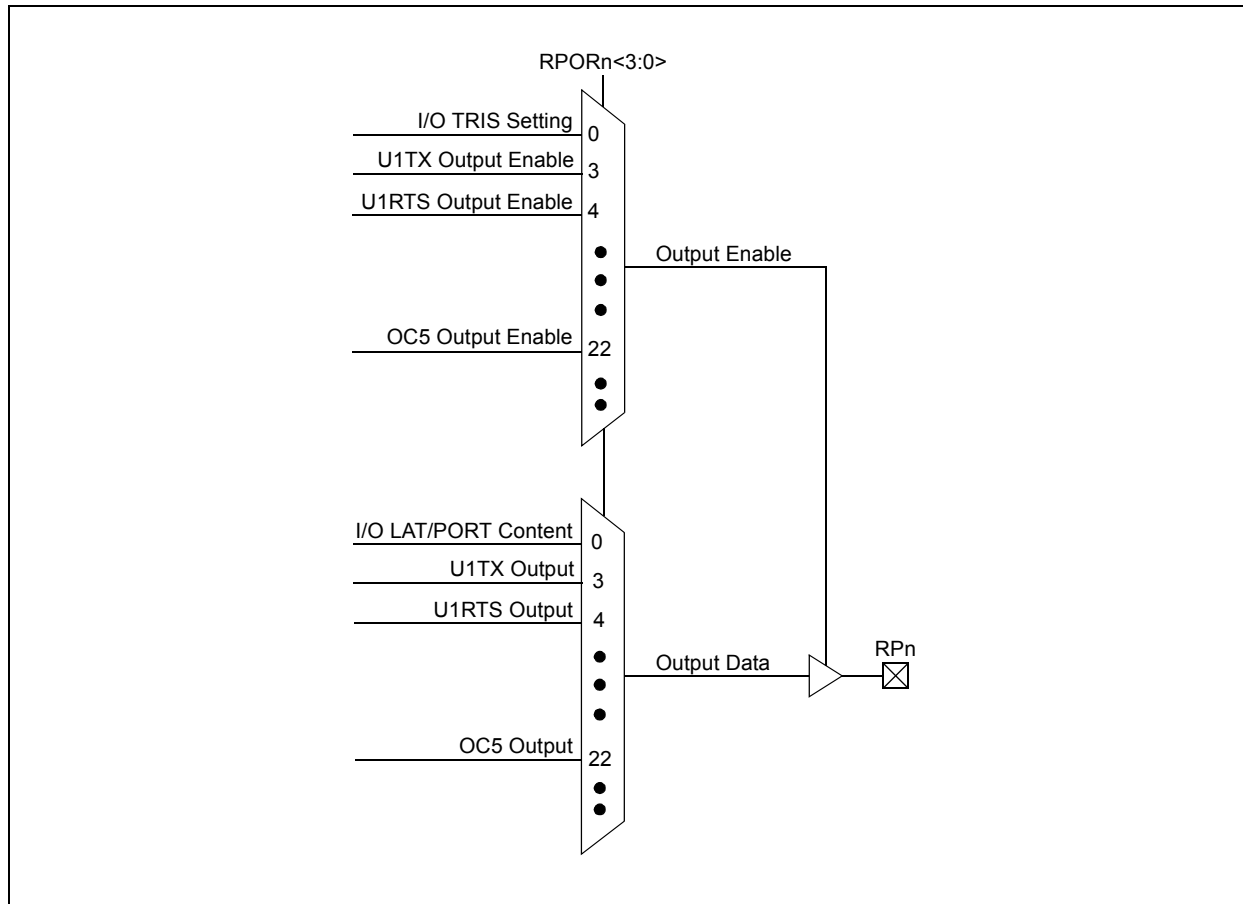 RPORn<3:0>
I/O TRIS Setting
0
U1TX Output Enable
3
U1RTS Output Enable
4
Output Enable
OC5 Output Enable
22
I/O LAT/PORT Content
0
U1TX Output
3
U1RTS Output
4
RPn
Output Data
OC5 Output
22